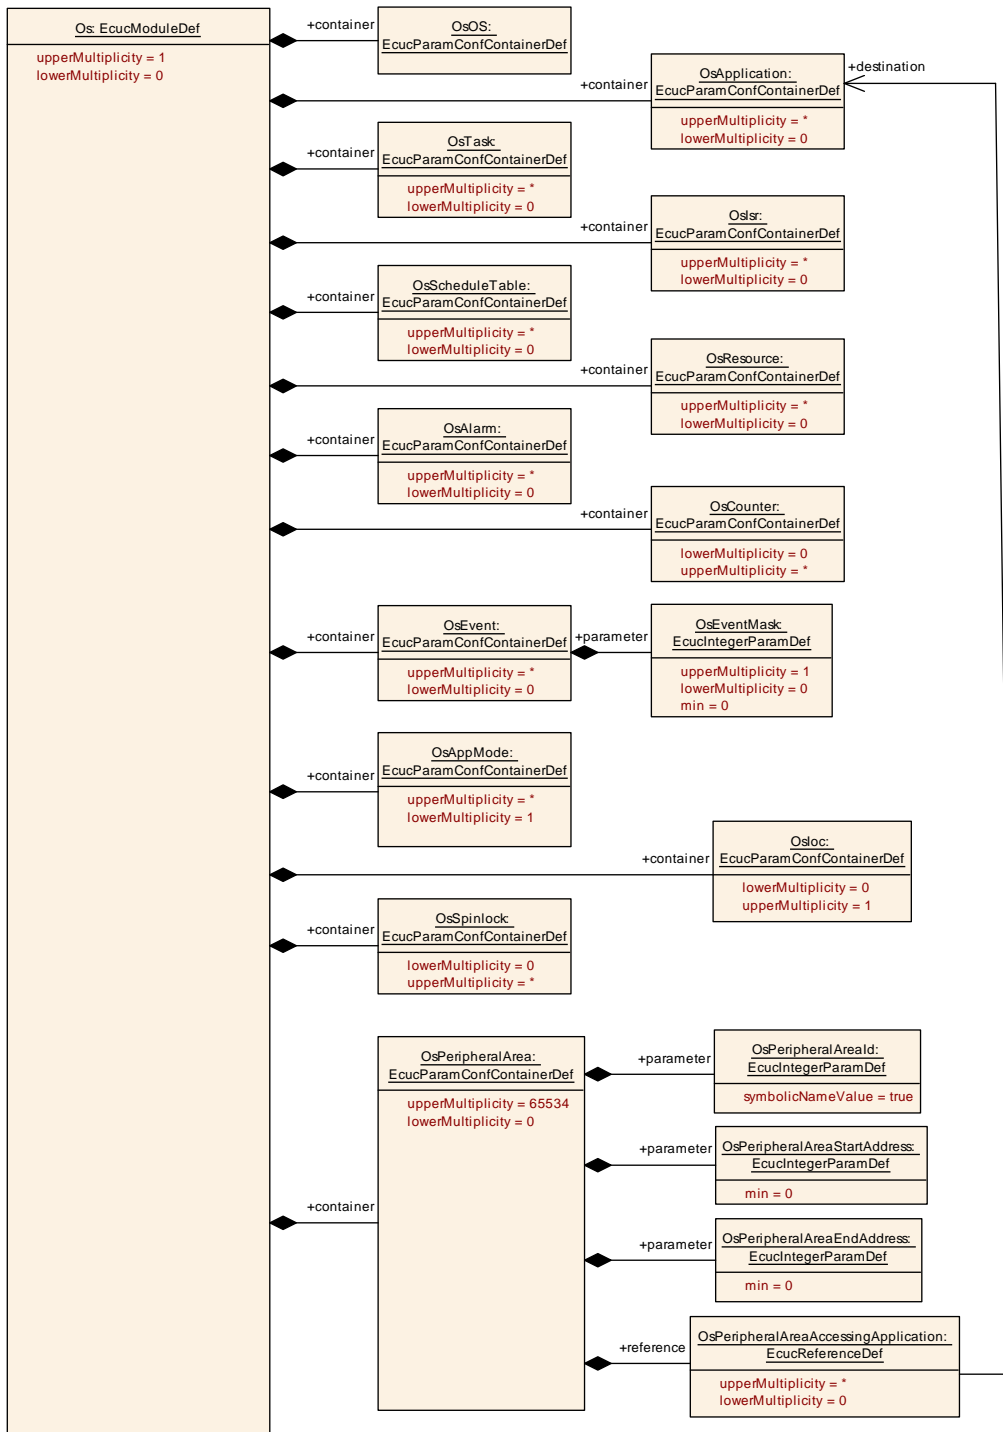 Os: EcucModuleDef
upperMultiplicity = 1
lowerMultiplicity = 0
+container
OsOS:
EcucParamConfContainerDef
+container
OsApplication:
EcucParamConfContainerDef
upperMultiplicity = *
lowerMultiplicity = 0
+destination
+container
OsTask:
EcucParamConfContainerDef
upperMultiplicity = *
lowerMultiplicity = 0
+container
OsIsr:
EcucParamConfContainerDef
upperMultiplicity = *
lowerMultiplicity = 0
+container
OsScheduleTable:
EcucParamConfContainerDef
upperMultiplicity = *
lowerMultiplicity = 0
+container
OsResource:
EcucParamConfContainerDef
upperMultiplicity = *
lowerMultiplicity = 0
+container
OsAlarm:
EcucParamConfContainerDef
upperMultiplicity = *
lowerMultiplicity = 0
+container
OsCounter:
EcucParamConfContainerDef
lowerMultiplicity = 0
upperMultiplicity = *
+container
OsEvent:
EcucParamConfContainerDef
upperMultiplicity = *
lowerMultiplicity = 0
+parameter
OsEventMask:
EcucIntegerParamDef
upperMultiplicity = 1
lowerMultiplicity = 0
min = 0
+container
OsAppMode:
EcucParamConfContainerDef
upperMultiplicity = *
lowerMultiplicity = 1
+container
OsIoc:
EcucParamConfContainerDef
lowerMultiplicity = 0
upperMultiplicity = 1
+container
OsSpinlock:
EcucParamConfContainerDef
lowerMultiplicity = 0
upperMultiplicity = *
+container
OsPeripheralArea:
EcucParamConfContainerDef
upperMultiplicity = 65534
lowerMultiplicity = 0
+parameter
OsPeripheralAreaId:
EcucIntegerParamDef
symbolicNameValue = true
+parameter
OsPeripheralAreaStartAddress:
EcucIntegerParamDef
min = 0
+parameter
OsPeripheralAreaEndAddress:
EcucIntegerParamDef
min = 0
+reference
OsPeripheralAreaAccessingApplication:
EcucReferenceDef
upperMultiplicity = *
lowerMultiplicity = 0